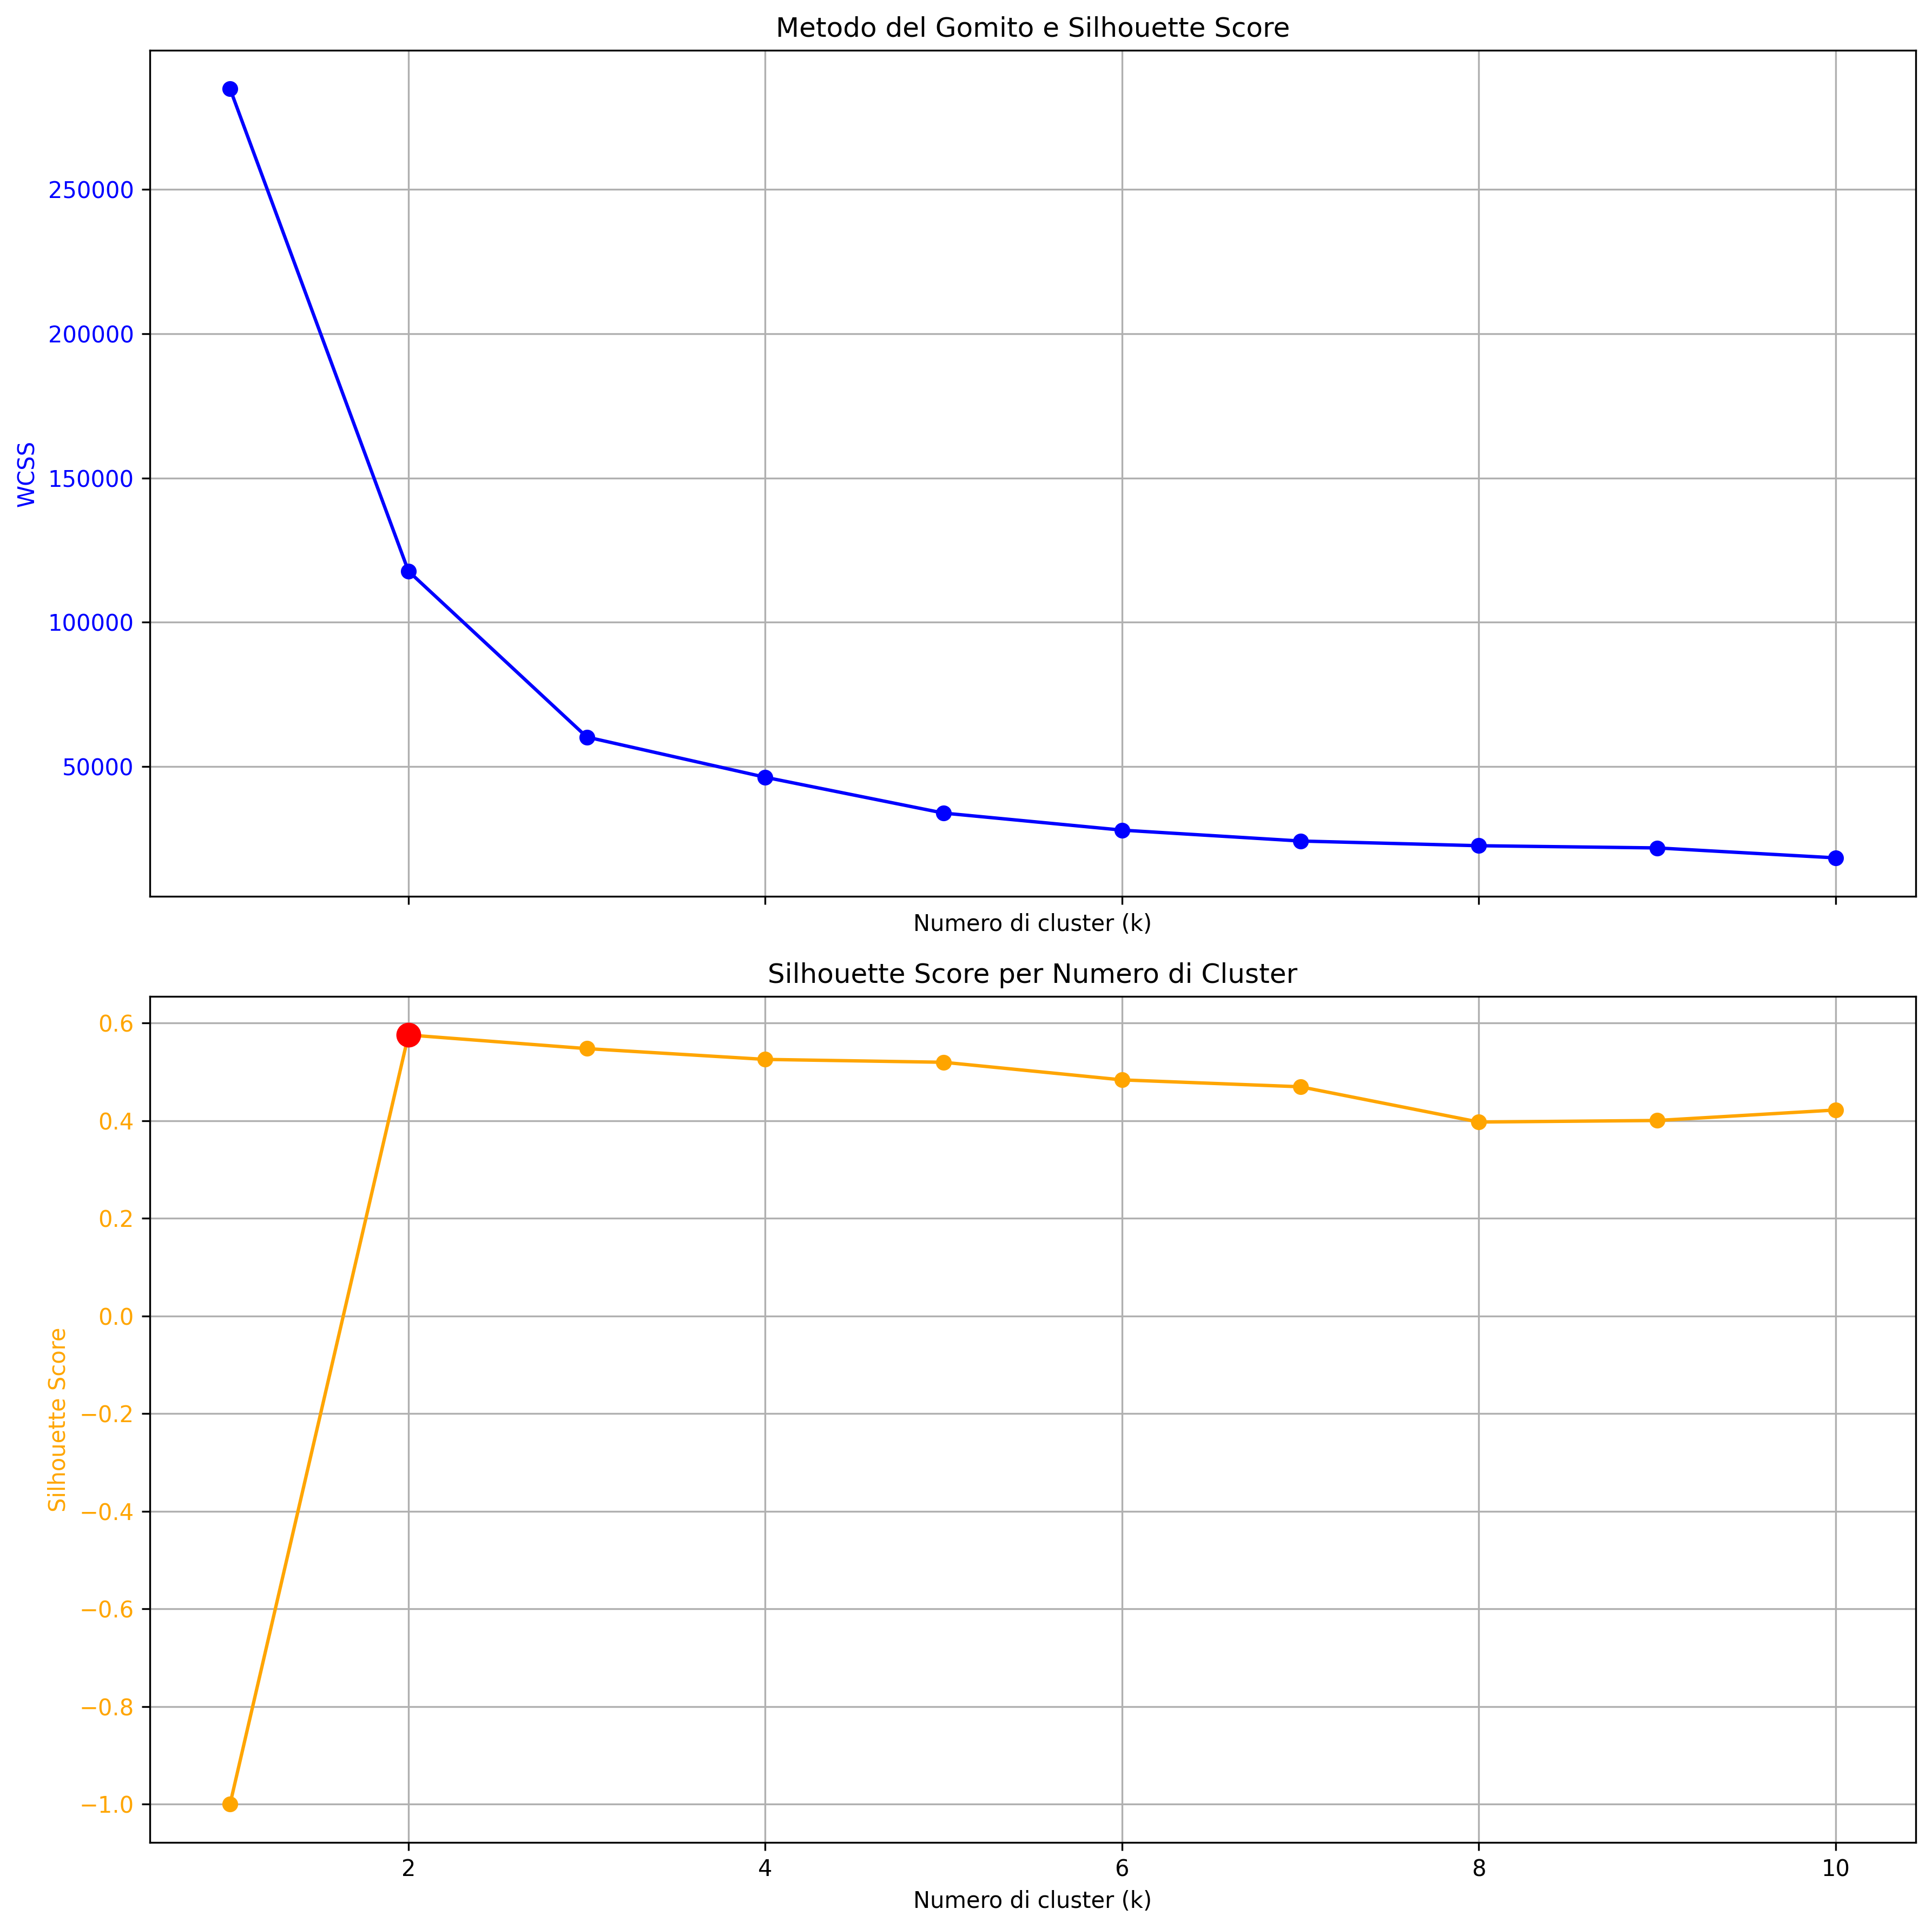 Metodo del Gomito e Silhouette Score
250000
200000
150000
100000
50000
WCSS
Numero di cluster (k)
Silhouette Score per Numero di Cluster
0.6
0.4
0.2
0.0
−0.2
−0.4
−0.6
−0.8
−1.0
Silhouette Score
2 4 6 8 10
Numero di cluster (k)